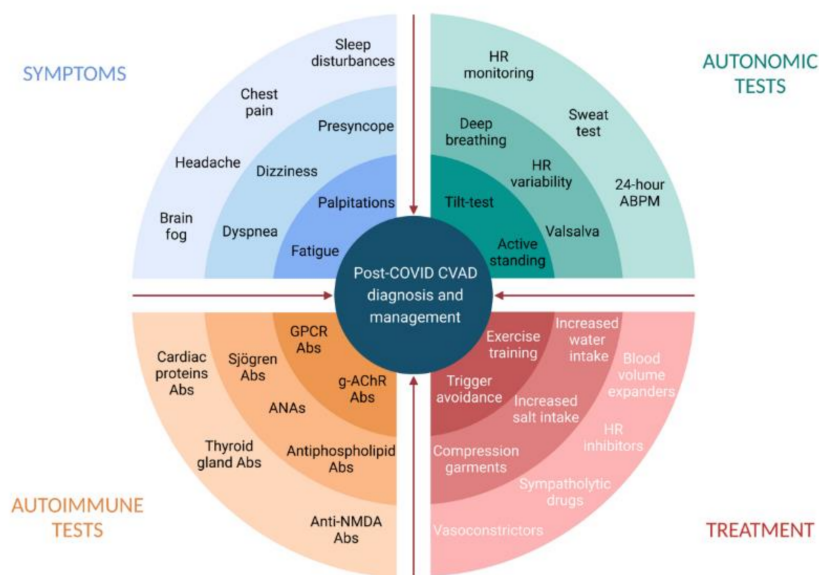 SYMPTOMS
Sleep
disturbances
Chest
pain
Presyncope
Headache
Dizziness
Palpitations
Brain
fog
Dyspnea
Fatigue
AUTONOMIC
TESTS
HR
monitoring
Sweat
test
Deep
breathing
HR
variability
24-hour
ABPM
Tilt-test
Valsalva
Active
standing
Post-COVID CVAD
diagnosis and
management
GPCR
Abs
Cardiac
proteins Abs
Sjögren
Abs
g-AChR
Abs
ANAs
Thyroid
gland Abs
Antiphospholipid
Abs
Anti-NMDA
Abs
AUTOIMMUNE
TESTS
Exercise
training
Increased
water
intake
Blood
volume
expanders
Trigger
avoidance
Increased
salt intake
HR
inhibitors
Compression
garments
Sympatholytic
drugs
Vasoconstrictors
TREATMENT